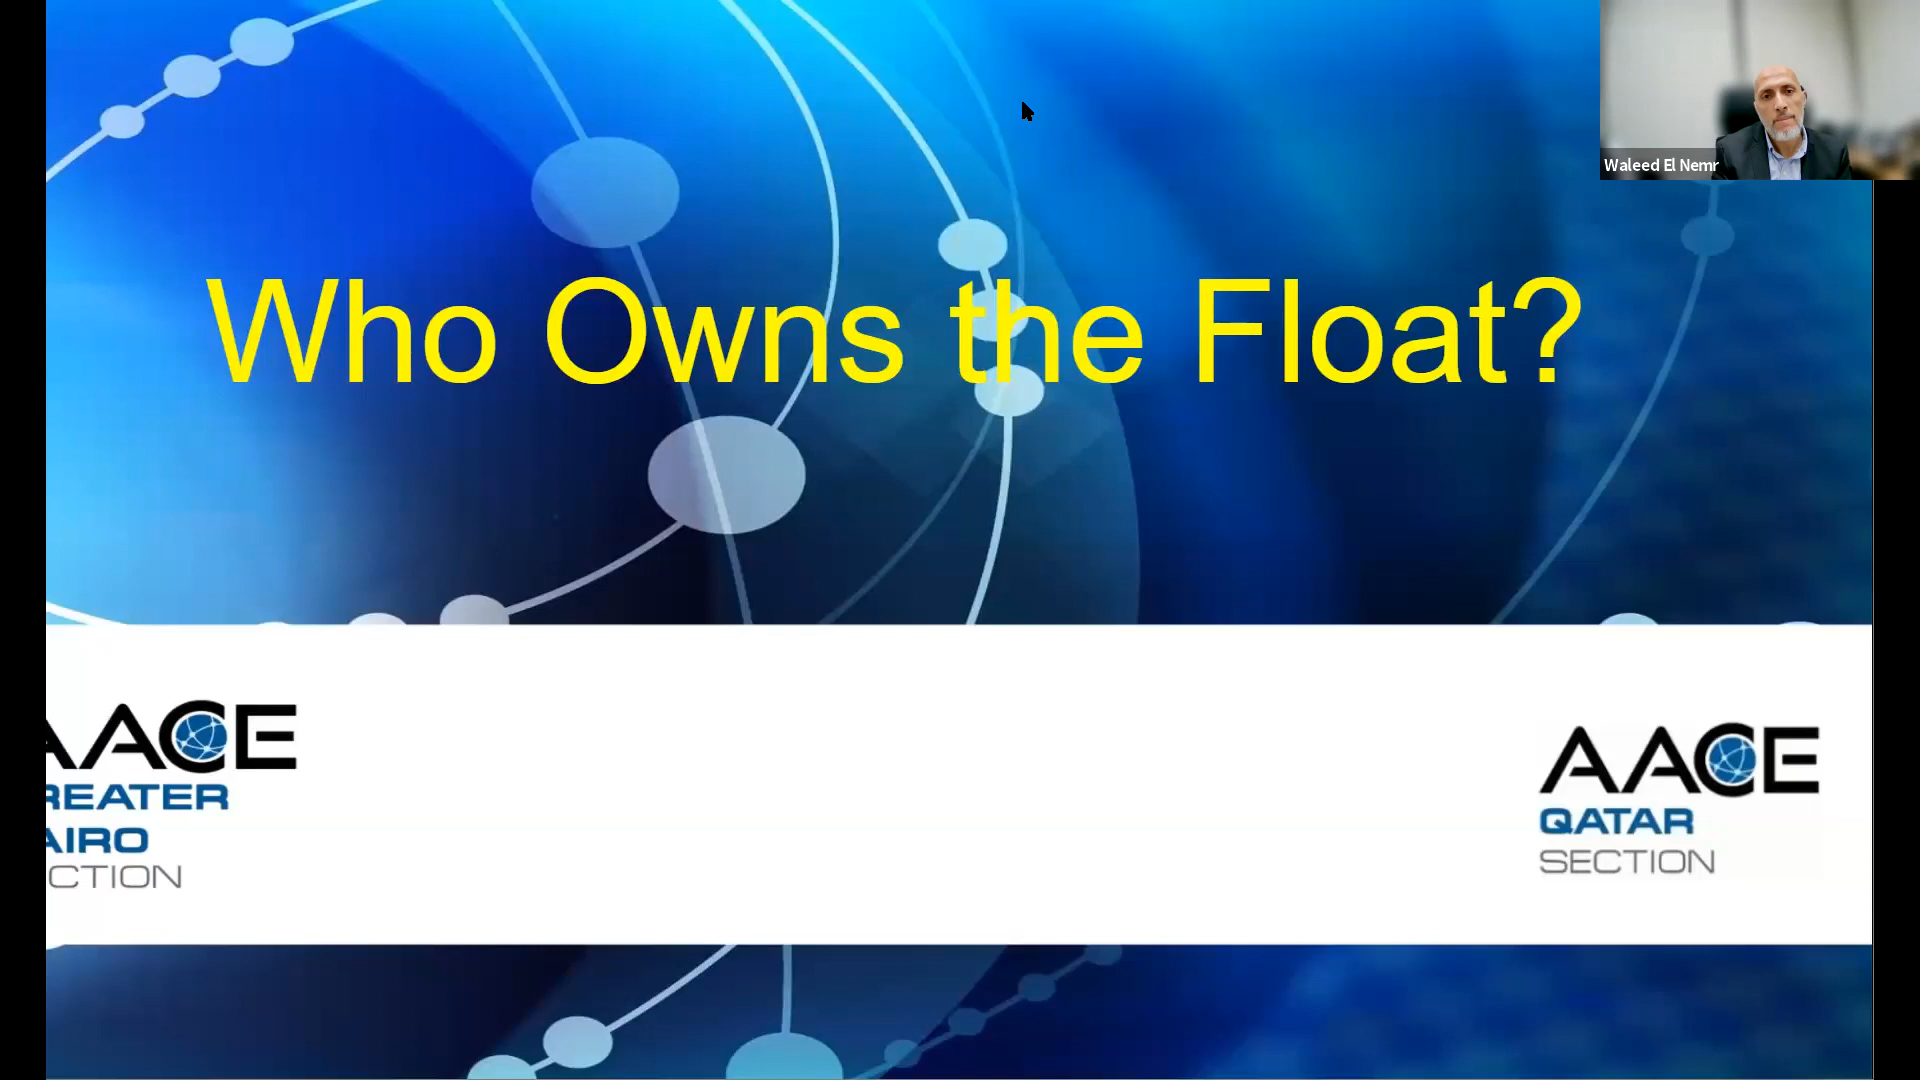 Waleed El Nemr
Who Owns the Float?
AACE
REATER
AIRO
CTION
AACE
QATAR
SECTION